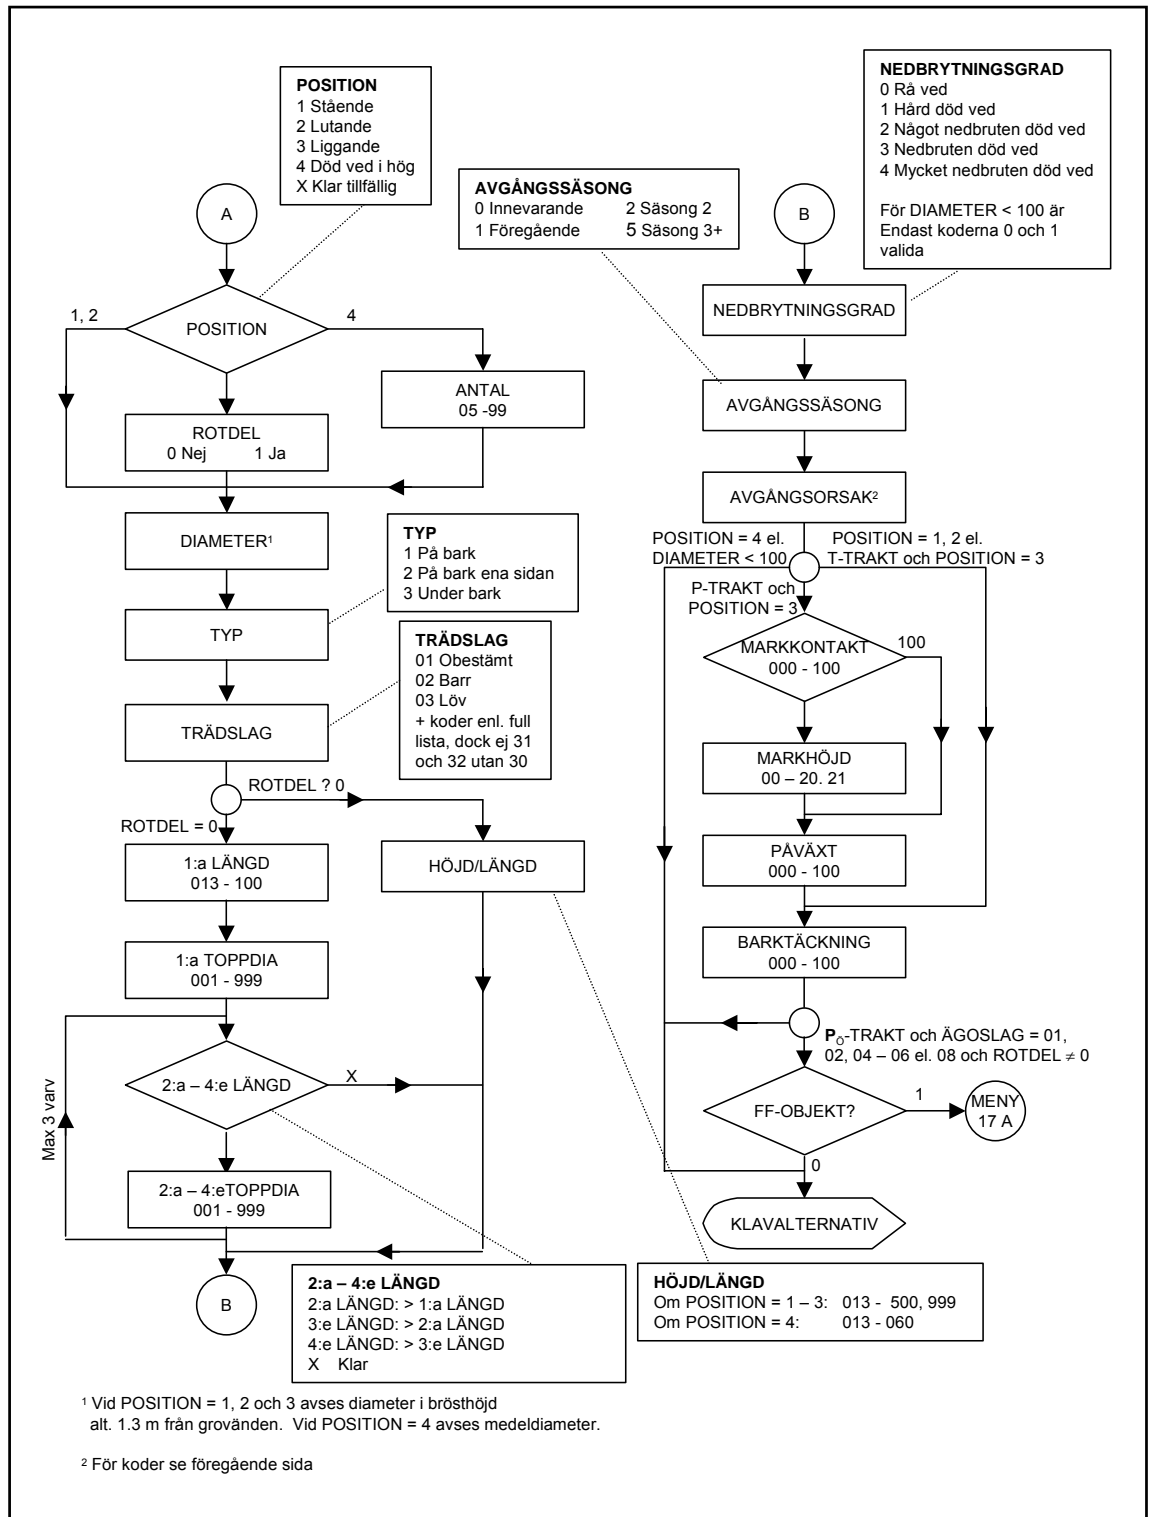 POSITION
1 Stående
2 Lutande
3 Liggande
4 Död ved i hög
X Klar tillfällig
A
POSITION
1, 2
4
ANTAL
05 -99
ROTDEL
0 Nej 1 Ja
DIAMETER¹
TYP
1 På bark
2 På bark ena sidan
3 Under bark
TYP
TRÄDSLAG
01 Obestämt
02 Barr
03 Löv
+ koder enl. full
lista, dock ej 31
och 32 utan 30
TRÄDSLAG
ROTDEL ? 0
ROTDEL = 0
1:a LÄNGD
013 - 100
HÖJD/LÄNGD
1:a TOPPDIA
001 - 999
2:a – 4:e LÄNGD
X
Max 3 varv
2:a – 4:eTOPPDIA
001 - 999
B
2:a – 4:e LÄNGD
2:a LÄNGD: > 1:a LÄNGD
3:e LÄNGD: > 2:a LÄNGD
4:e LÄNGD: > 3:e LÄNGD
X Klar
NEDBRYTNINGSGRAD
0 Rå ved
1 Hård död ved
2 Något nedbruten död ved
3 Nedbruten död ved
4 Mycket nedbruten död ved
För DIAMETER < 100 är
Endast koderna 0 och 1
valida
AVGÅNGSSÄSONG
0 Innevarande 2 Säsong 2
1 Föregående 5 Säsong 3+
B
NEDBRYTNINGSGRAD
AVGÅNGSSÄSONG
AVGÅNGSORSAK²
POSITION = 4 el.
DIAMETER < 100
POSITION = 1, 2 el.
T-TRAKT och POSITION = 3
P-TRAKT och
POSITION = 3
MARKKONTAKT
000 - 100
100
MARKHÖJD
00 – 20. 21
PÅVÄXT
000 - 100
BARKTÄCKNING
000 - 100
PÖ-TRAKT och ÄGOSLAG = 01,
02, 04 – 06 el. 08 och ROTDEL ≠ 0
FF-OBJEKT?
1
MENY
17 A
0
KLAVALTERNATIV
HÖJD/LÄNGD
Om POSITION = 1 – 3: 013 - 500, 999
Om POSITION = 4: 013 - 060
¹ Vid POSITION = 1, 2 och 3 avses diameter i brösthöjd
alt. 1.3 m från grovänden. Vid POSITION = 4 avses medeldiameter.
² För koder se föregående sida